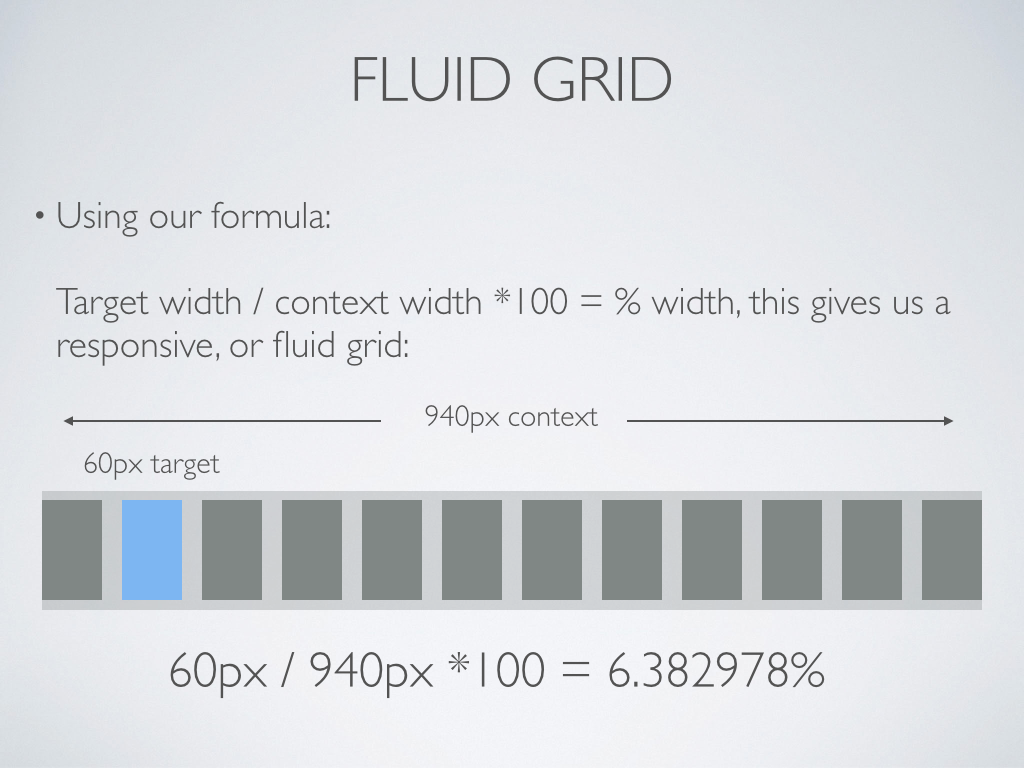 FLUID GRID
• Using our formula:
Target width / context width *100 = % width, this gives us a
responsive, or fluid grid:
940px context
60px target
60px / 940px *100 = 6.382978%